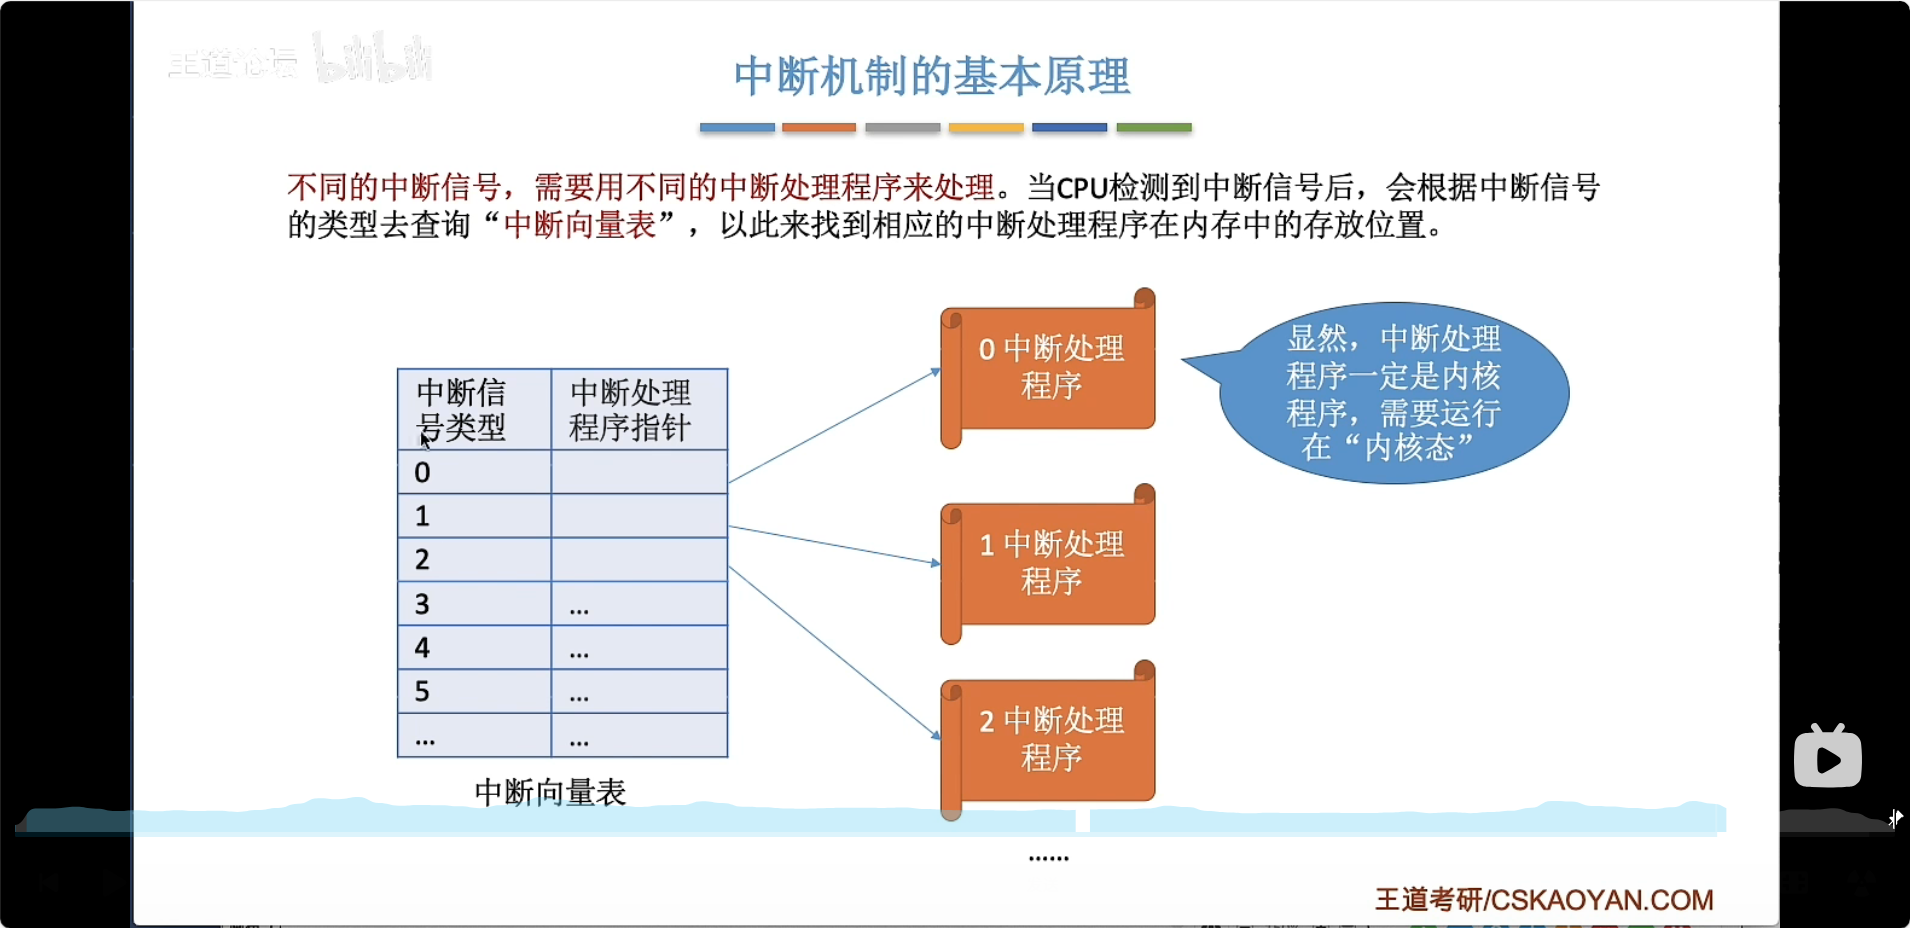 王道论坛 bilibili
中断机制的基本原理
不同的中断信号，需要用不同的中断处理程序来处理。当CPU检测到中断信号后，会根据中断信号
的类型去查询“中断向量表”，以此来找到相应的中断处理程序在内存中的存放位置。
中断信
号类型
中断处理
程序指针
0
1
2
3 ...
4 ...
5 ...
... ...
中断向量表
0 中断处理
程序
1 中断处理
程序
2 中断处理
程序
......
显然，中断处理
程序一定是内核
程序，需要运行
在“内核态”
王道考研/CSKAOYAN.COM